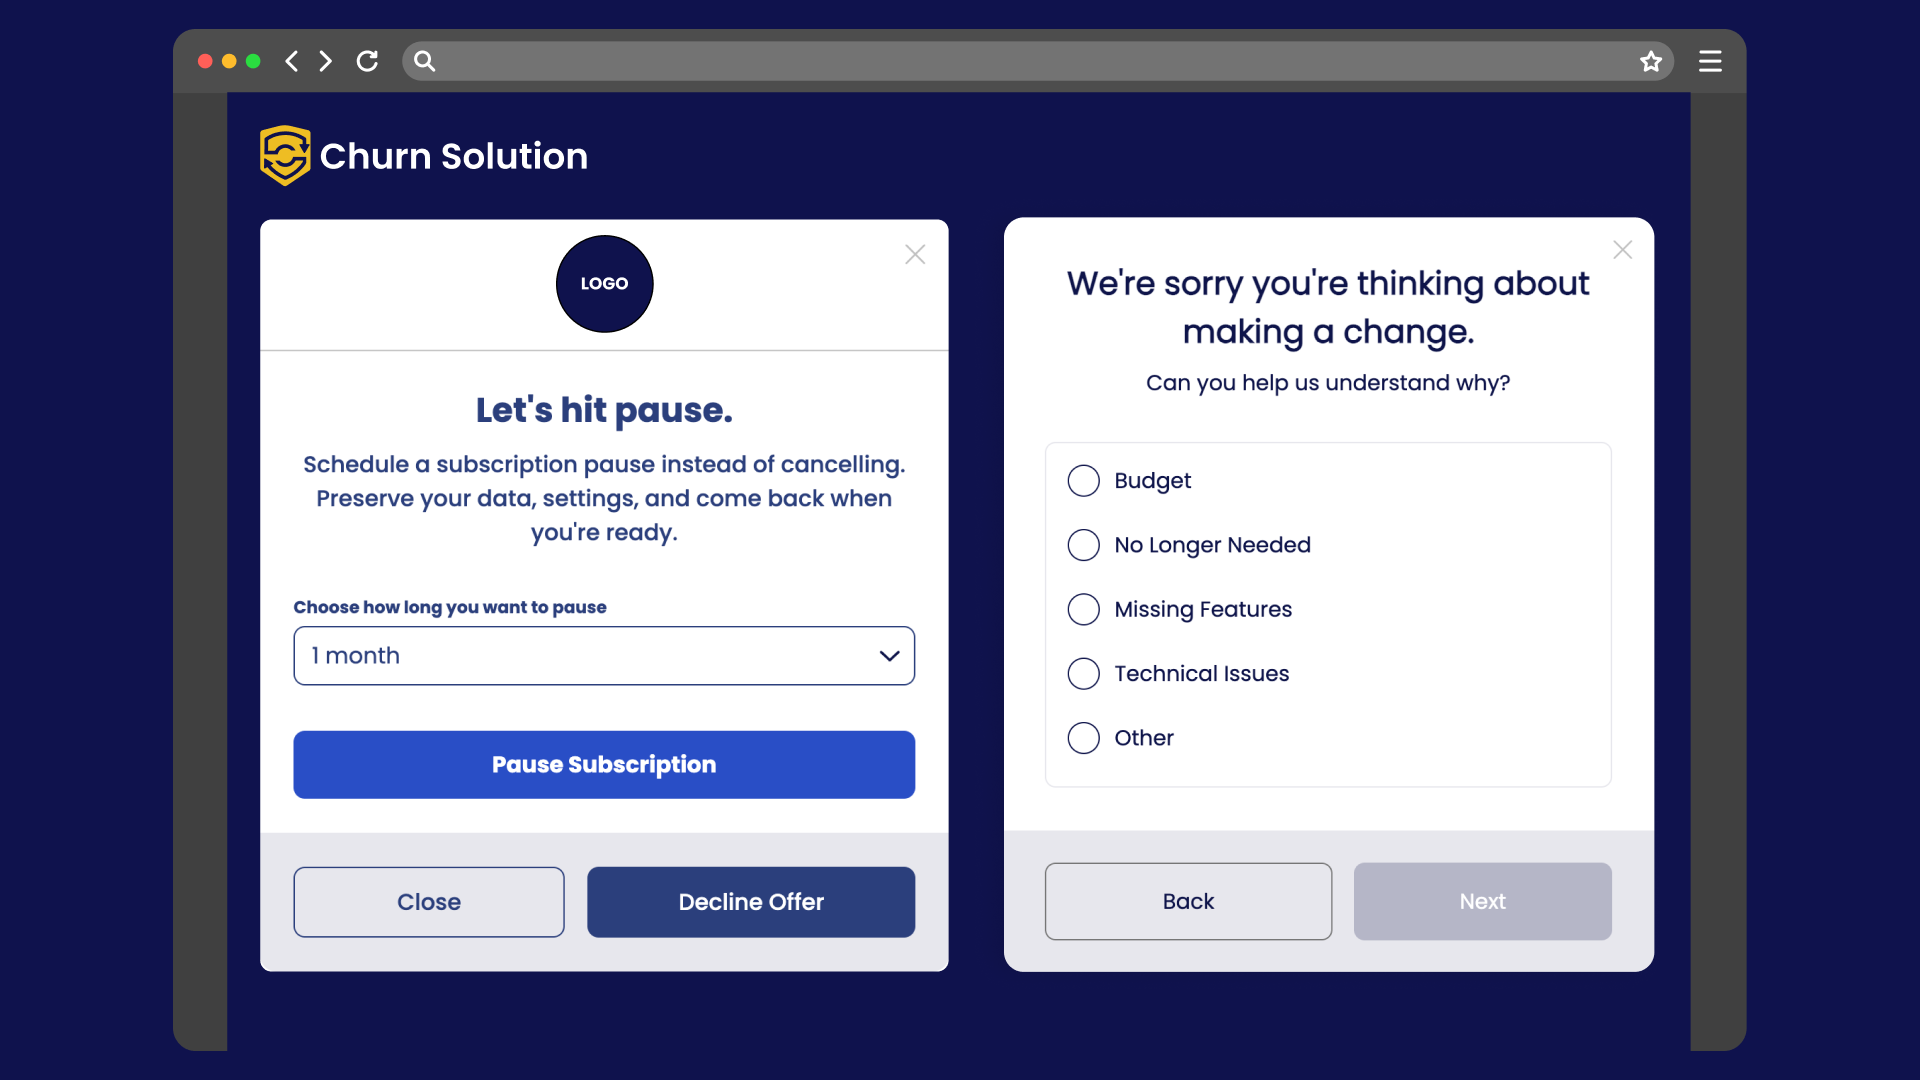 Churn Solution
LOGO
Let's hit pause.
Schedule a subscription pause instead of cancelling.
Preserve your data, settings, and come back when
you're ready.
Choose how long you want to pause
1 month
Pause Subscription
Close
Decline Offer
We're sorry you're thinking about
making a change.
Can you help us understand why?
Budget
No Longer Needed
Missing Features
Technical Issues
Other
Back
Next